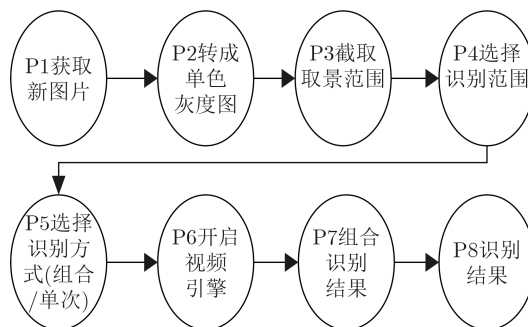 P1获取
新图片
P2转成
单色
灰度图
P3截取
取景范围
P4选择
识别范围
P5选择
识别方
式(组合
/单次)
P6开启
视频
引擎
P7组合
识别
结果
P8识别
结果